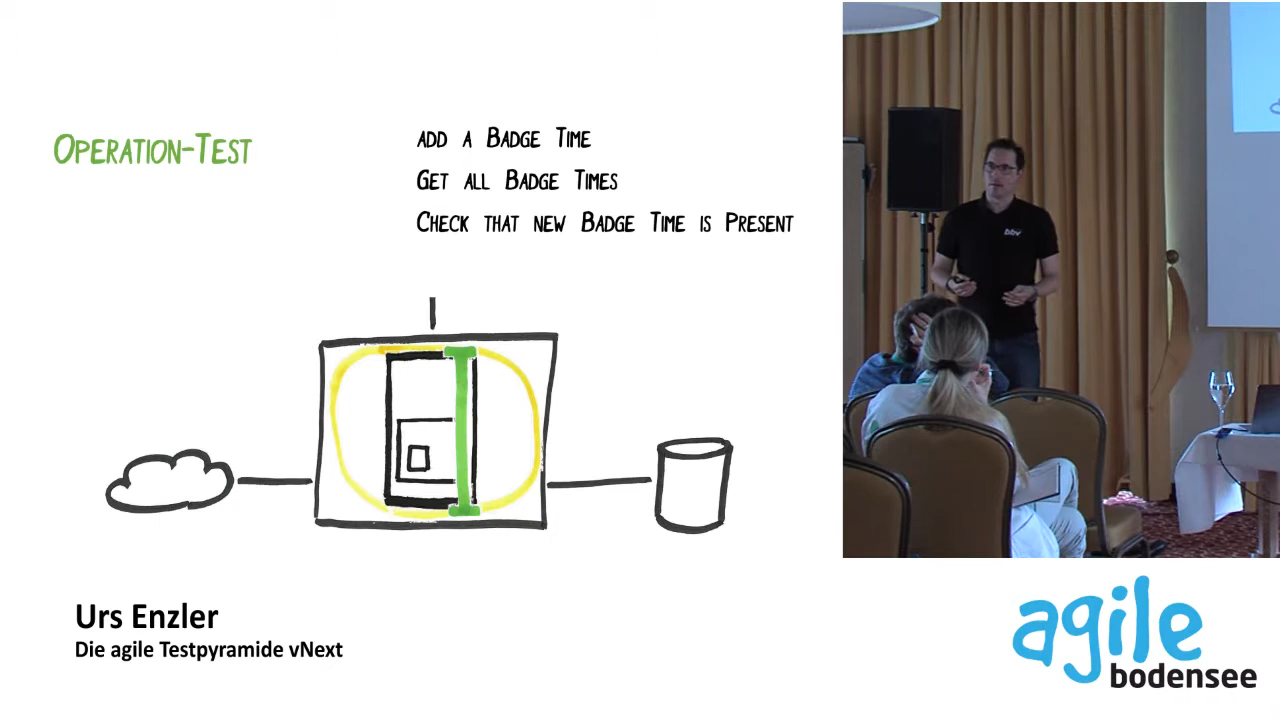 Operation-Test
add a Badge Time
Get all Badge Times
Check that new Badge Time is Present
bbv
Urs Enzler
Die agile Testpyramide vNext
agile
bodensee